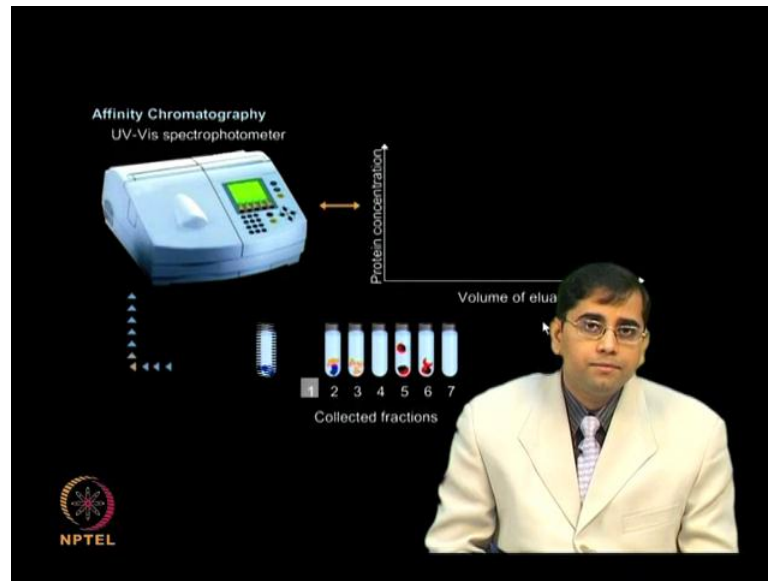 Affinity Chromatography
UV-Vis spectrophotometer
Protein concentration
Volume of
1 2 3 4 5 6 7
Collected fractions
NPTEL